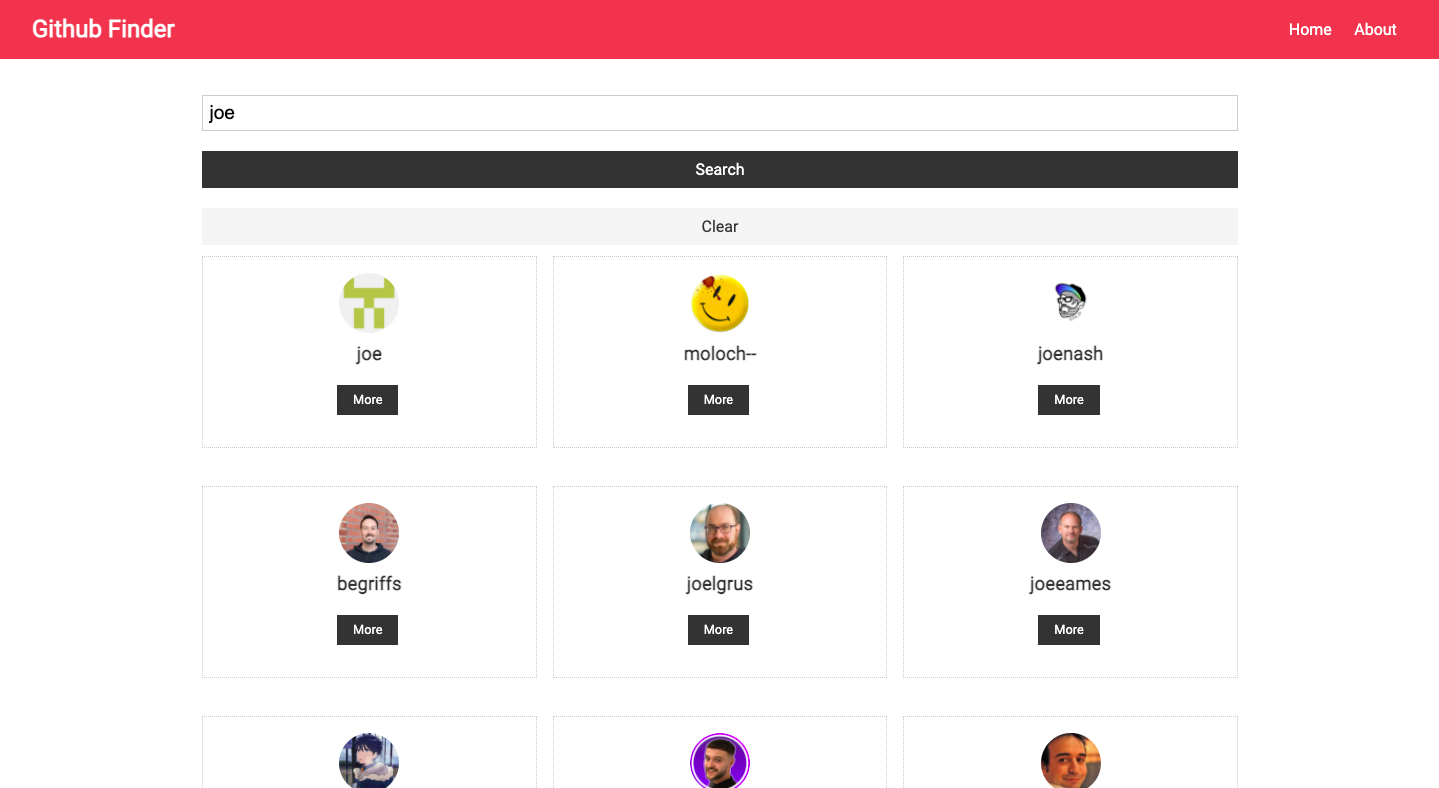 Github Finder
Home About
joe
Search
Clear
joe moloch-- joenash
More More More
begriffs joelgrus joeeames
More More More